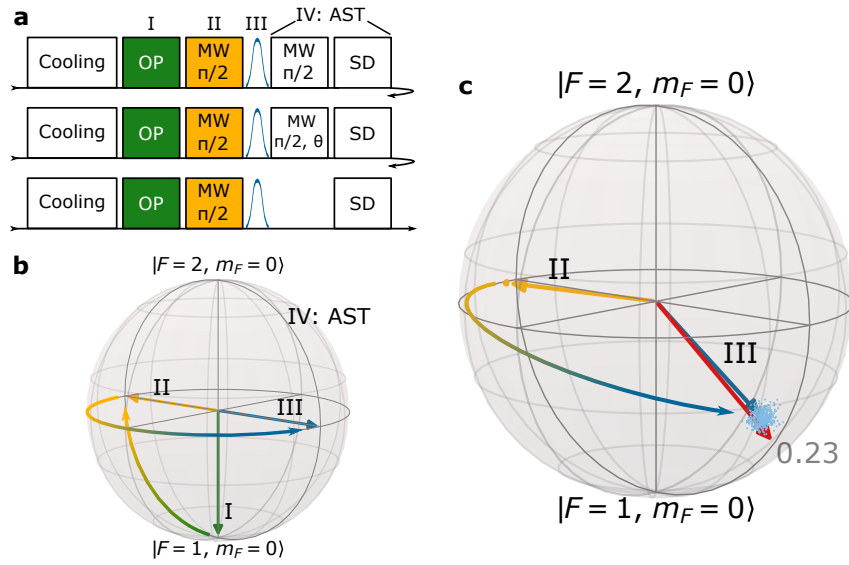 a
I II III IV: AST
Cooling OP MW π/2 MW π/2 SD
Cooling OP MW π/2 MW π/2, θ SD
Cooling OP MW π/2 SD
b
|F = 2, m_F = 0⟩
IV: AST
II
III
I
|F = 1, m_F = 0⟩
c
|F = 2, m_F = 0⟩
II
III
0.23
|F = 1, m_F = 0⟩